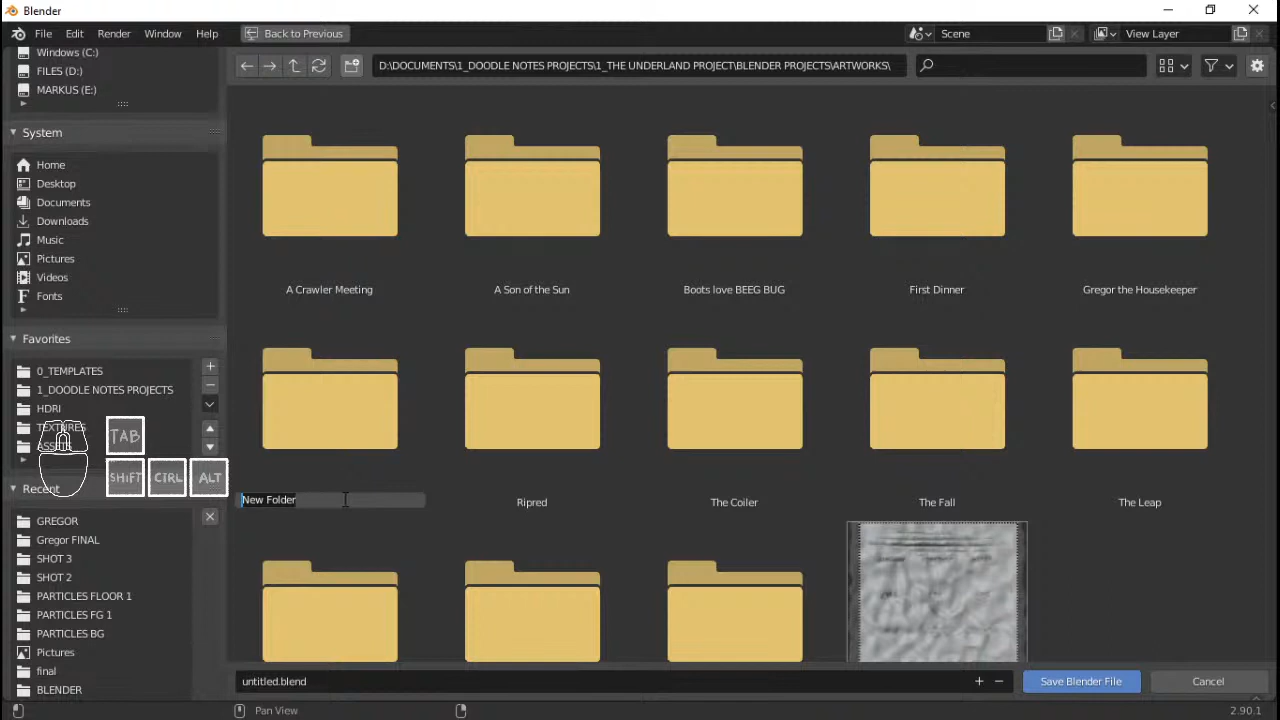 Blender
File Edit Render Window Help Back to Previous Scene View Layer
Windows (C:)
FILES (D:)
MARKUS (E:)
D:\DOCUMENTS\1_DOODLE NOTES PROJECTS\1_THE UNDERLAND PROJECT\BLENDER PROJECTS\ARTWORKS\
System
Home
Desktop
Documents
Downloads
Music
Pictures
Videos
Fonts
A Crawler Meeting
A Son of the Sun
Boots love BEEG BUG
First Dinner
Gregor the Housekeeper
Favorites
0_TEMPLATES
1_DOODLE NOTES PROJECTS
HDRI
TEXTURES
ASSETS
TAB
SHIFT CTRL ALT
Recent
GREGOR
Gregor FINAL
SHOT 3
SHOT 2
PARTICLES FLOOR 1
PARTICLES FG 1
PARTICLES BG
Pictures
final
BLENDER
New Folder
Ripred
The Coiler
The Fall
The Leap
untitled.blend
Save Blender File
Cancel
Pan View
2.90.1